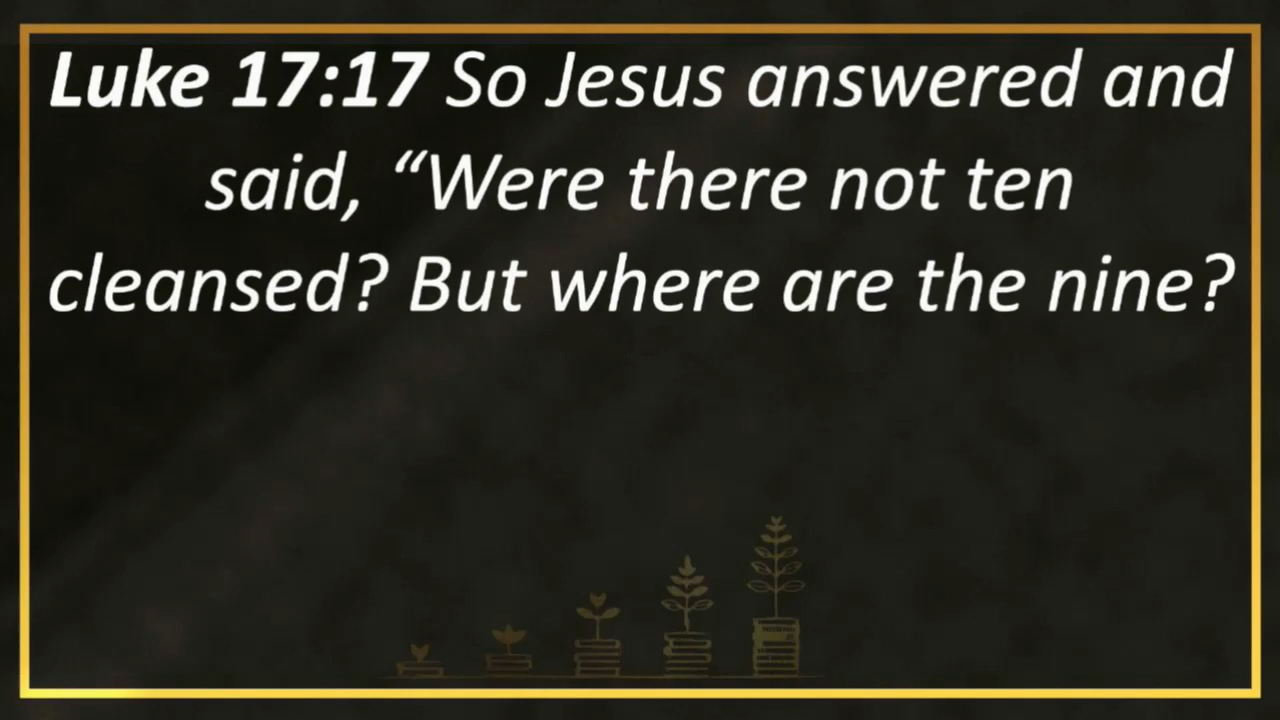 Luke 17:17 So Jesus answered and
said, “Were there not ten
cleansed? But where are the nine?